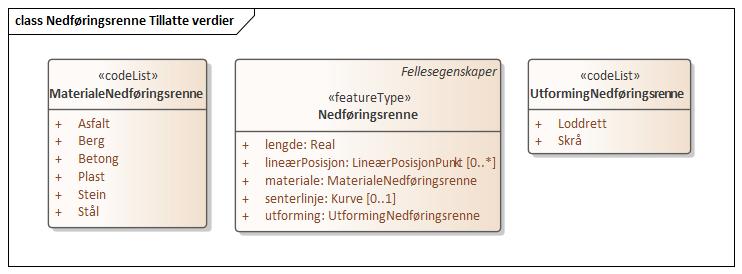 class Nedføringsrenne Tillatte verdier
«codeList»
MaterialeNedføringsrenne
+ Asfalt
+ Berg
+ Betong
+ Plast
+ Stein
+ Stål
Fellesegenskaper
«featureType»
Nedføringsrenne
+ lengde: Real
+ lineærPosisjon: LineærPosisjonPunkt [0..*]
+ materiale: MaterialeNedføringsrenne
+ senterlinje: Kurve [0..1]
+ utforming: UtformingNedføringsrenne
«codeList»
UtformingNedføringsrenne
+ Loddrett
+ Skrå